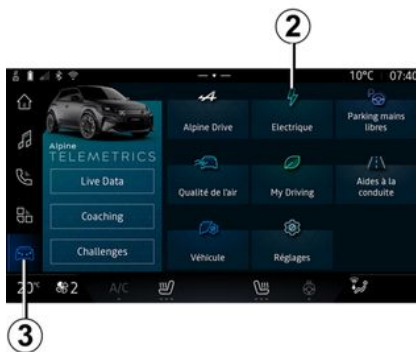 2
10°C 07:40
Alpine
TELEMETRICS
Live Data
Coaching
Challenges
Alpine Drive
Electrique
Parking mains
libres
Qualité de l'air
My Driving
Aides à la
conduite
Véhicule
Réglages
20°C
2
A/C
3